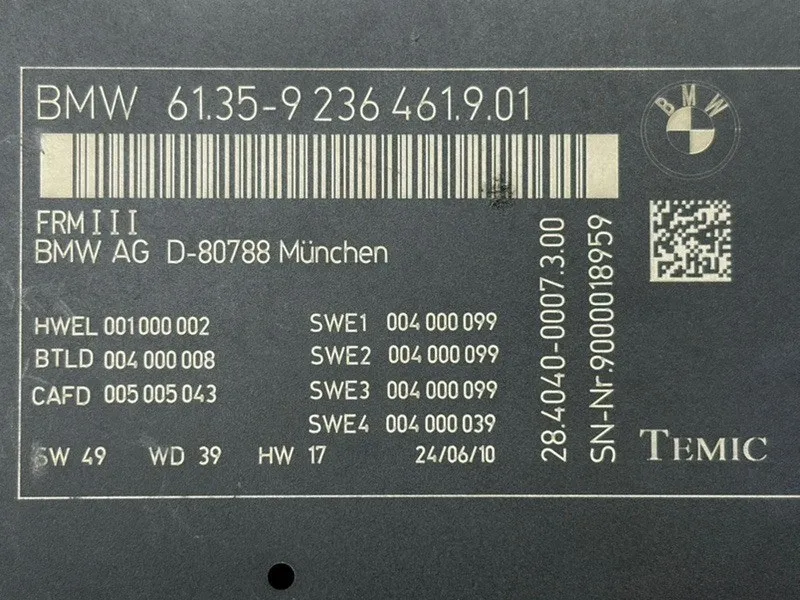 BMW 61.35-9 236 461.9.01
BMW
FRM III
BMW AG D-80788 München
HWEL 001 000 002
BTLD 004 000 008
CAFD 005 005 043
SWE1 004 000 099
SWE2 004 000 099
SWE3 004 000 099
SWE4 004 000 039
SW 49 WD 39 HW 17 24/06/10
28.4040-0007.3.00
SN-Nr.9000018959
TEMIC